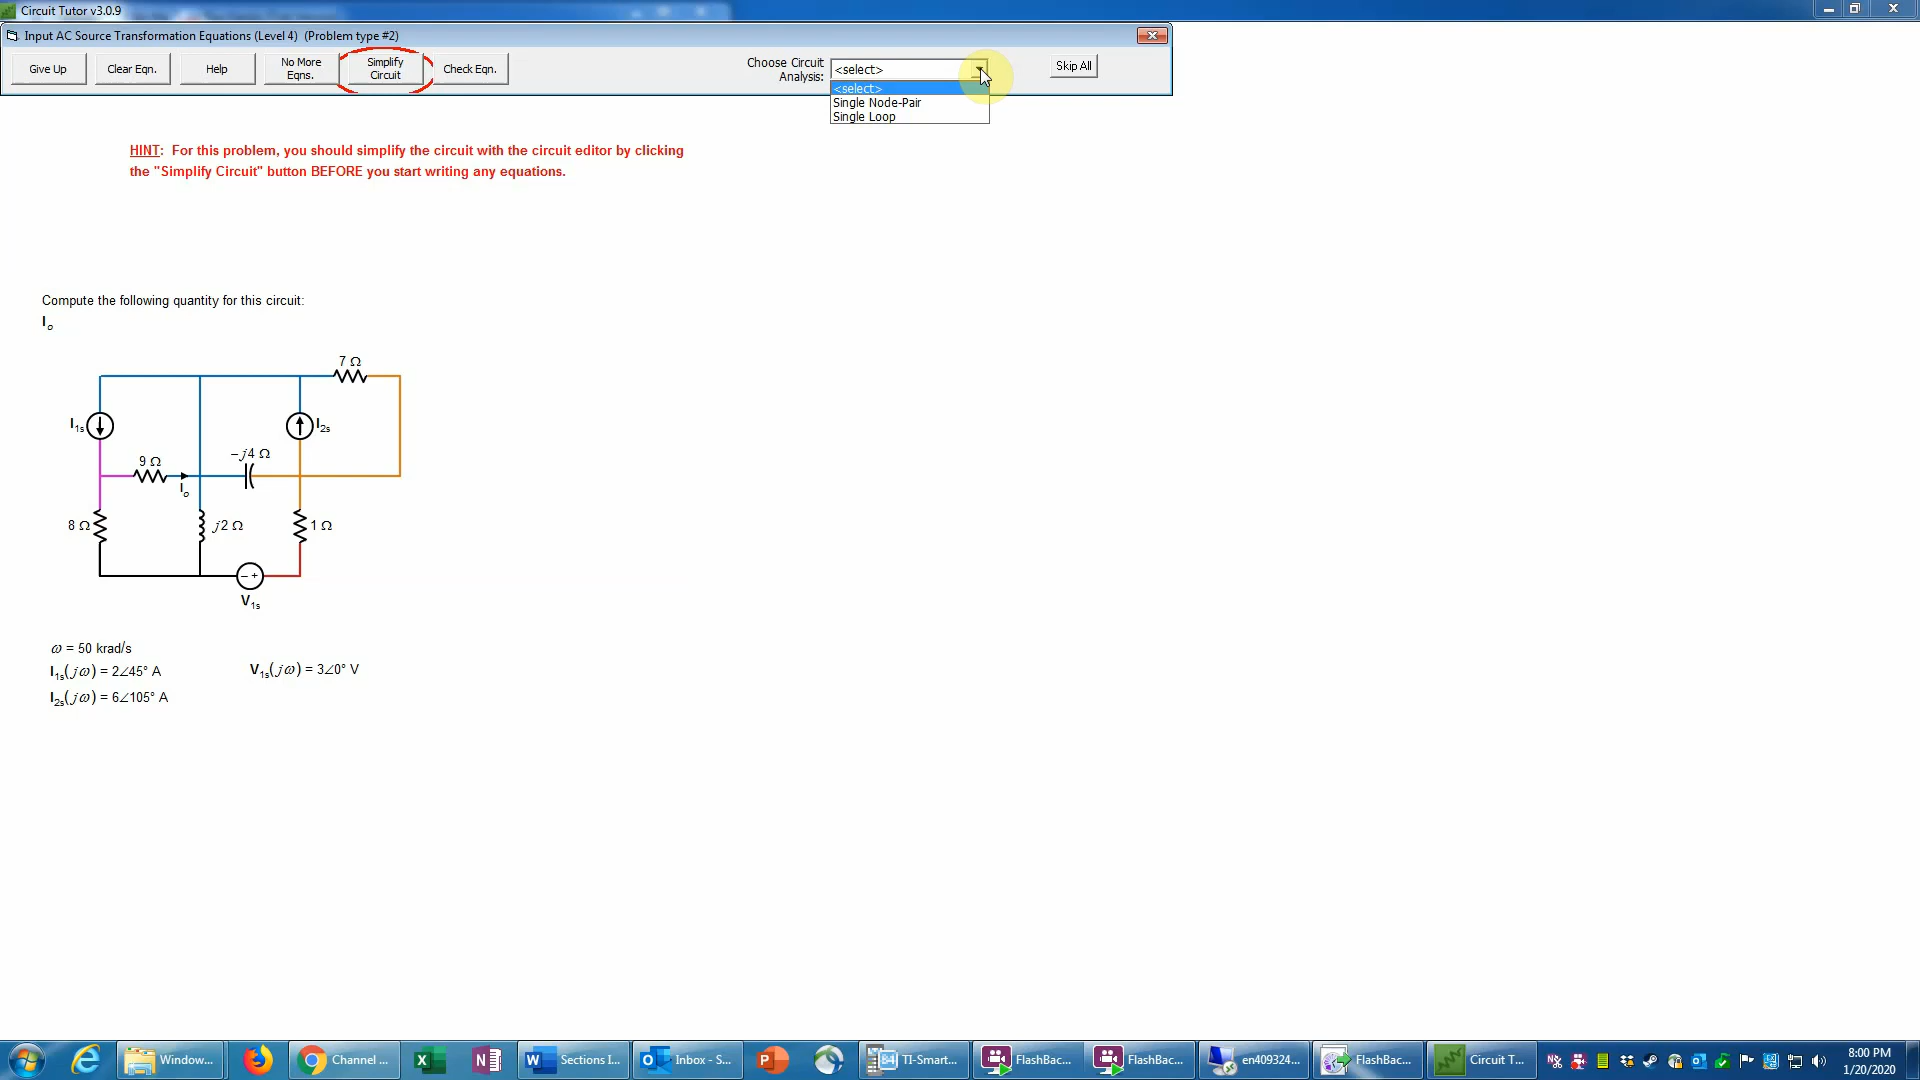 Circuit Tutor v3.0.9
Input AC Source Transformation Equations (Level 4) (Problem type #2)
Give Up
Clear Eqn.
Help
No More
Eqns.
Simplify
Circuit
Check Eqn.
Choose Circuit
Analysis:
<select>
Skip All
<select>
Single Node-Pair
Single Loop
HINT: For this problem, you should simplify the circuit with the circuit editor by clicking
the "Simplify Circuit" button BEFORE you start writing any equations.
Compute the following quantity for this circuit:
Io
7 Ω
I1s
I2s
9 Ω
−j4 Ω
Io
8 Ω
j2 Ω
1 Ω
− +
V1s
ω = 50 krad/s
I1s(jω) = 2∠45° A
V1s(jω) = 3∠0° V
I2s(jω) = 6∠105° A
Window...
Channel ...
Sections I...
Inbox - S...
TI-Smart...
FlashBac...
FlashBac...
en409324...
FlashBac...
Circuit T...
8:00 PM
1/20/2020